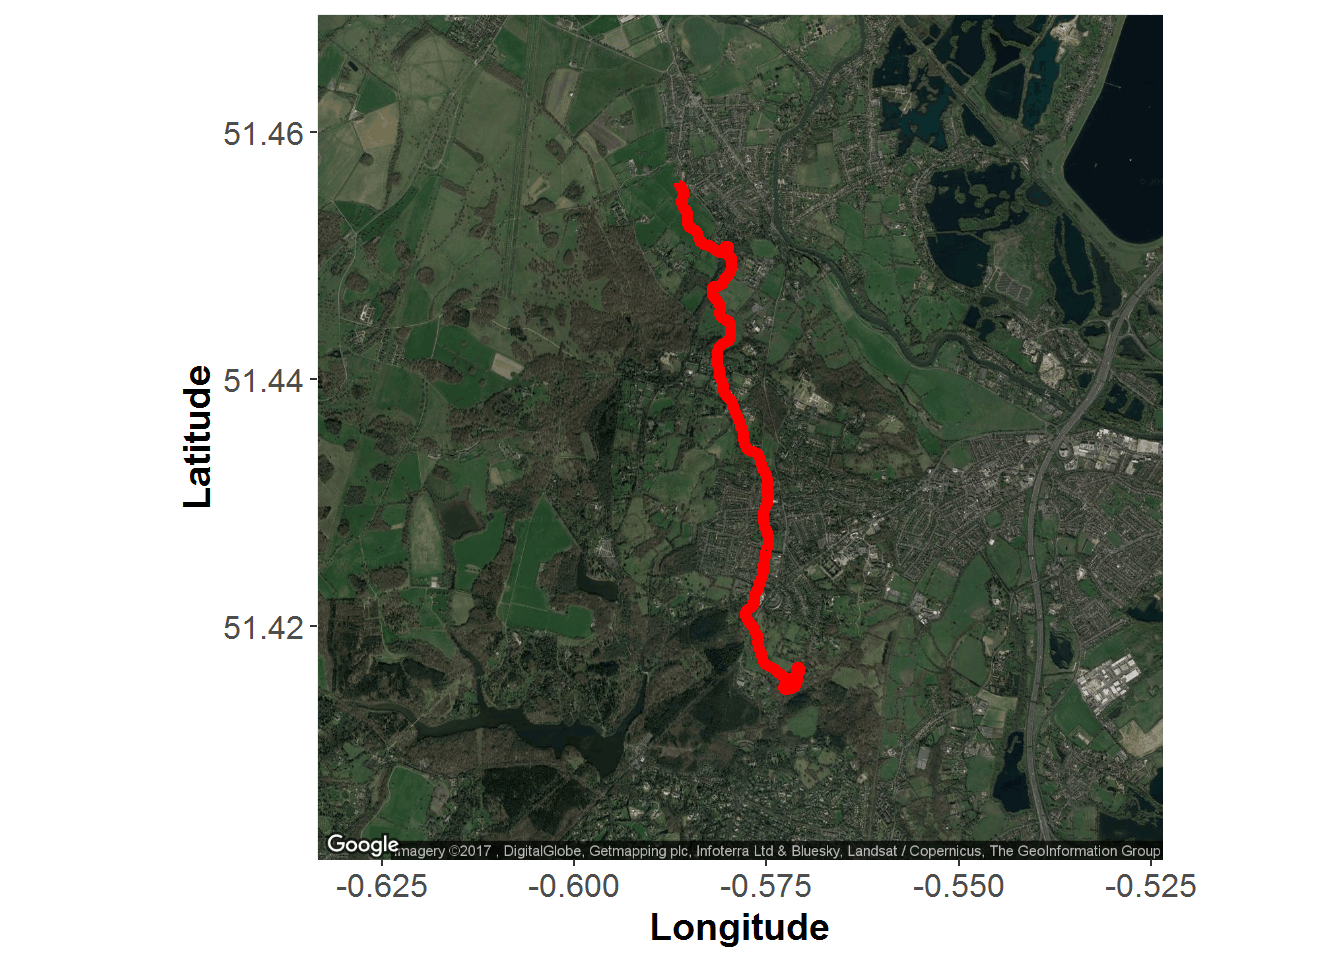 51.46
51.44
51.42
Latitude
Google
Imagery ©2017 , DigitalGlobe, Getmapping plc, Infoterra Ltd & Bluesky, Landsat / Copernicus, The GeoInformation Group
-0.625
-0.600
-0.575
-0.550
-0.525
Longitude